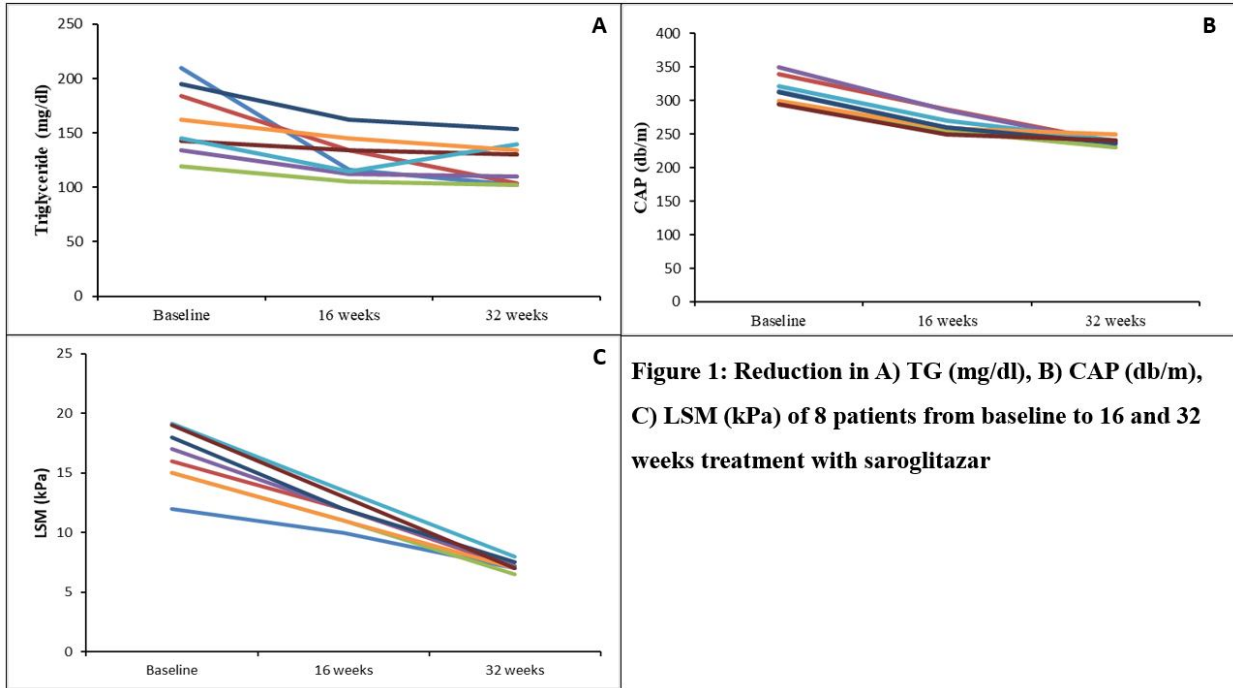 A
Triglyceride (mg/dl)
250
200
150
100
50
0
Baseline 16 weeks 32 weeks
B
CAP (db/m)
400
350
300
250
200
150
100
50
0
Baseline 16 weeks 32 weeks
C
LSM (kPa)
25
20
15
10
5
0
Baseline 16 weeks 32 weeks
Figure 1: Reduction in A) TG (mg/dl), B) CAP (db/m),
C) LSM (kPa) of 8 patients from baseline to 16 and 32
weeks treatment with saroglitazar